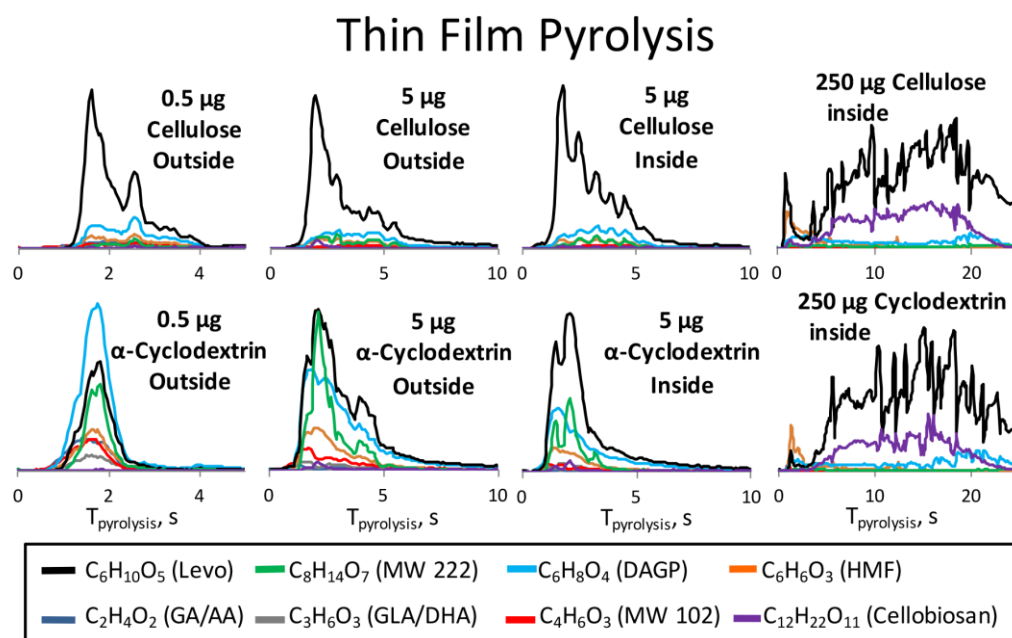 Thin Film Pyrolysis
0.5 µg
Cellulose
Outside
5 µg
Cellulose
Outside
5 µg
Cellulose
Inside
250 µg Cellulose
inside
0 2 4
0 5 10
0 5 10
0 10 20
0.5 µg
α-Cyclodextrin
Outside
5 µg
α-Cyclodextrin
Outside
5 µg
α-Cyclodextrin
Inside
250 µg Cyclodextrin
inside
0 2 4
0 5 10
0 5 10
0 10 20
Tpyrolysis, s
Tpyrolysis, s
Tpyrolysis, s
Tpyrolysis, s
C₆H₁₀O₅ (Levo) C₈H₁₄O₇ (MW 222) C₆H₈O₄ (DAGP) C₆H₆O₃ (HMF)
C₂H₄O₂ (GA/AA) C₃H₆O₃ (GLA/DHA) C₄H₆O₃ (MW 102) C₁₂H₂₂O₁₁ (Cellobiosan)